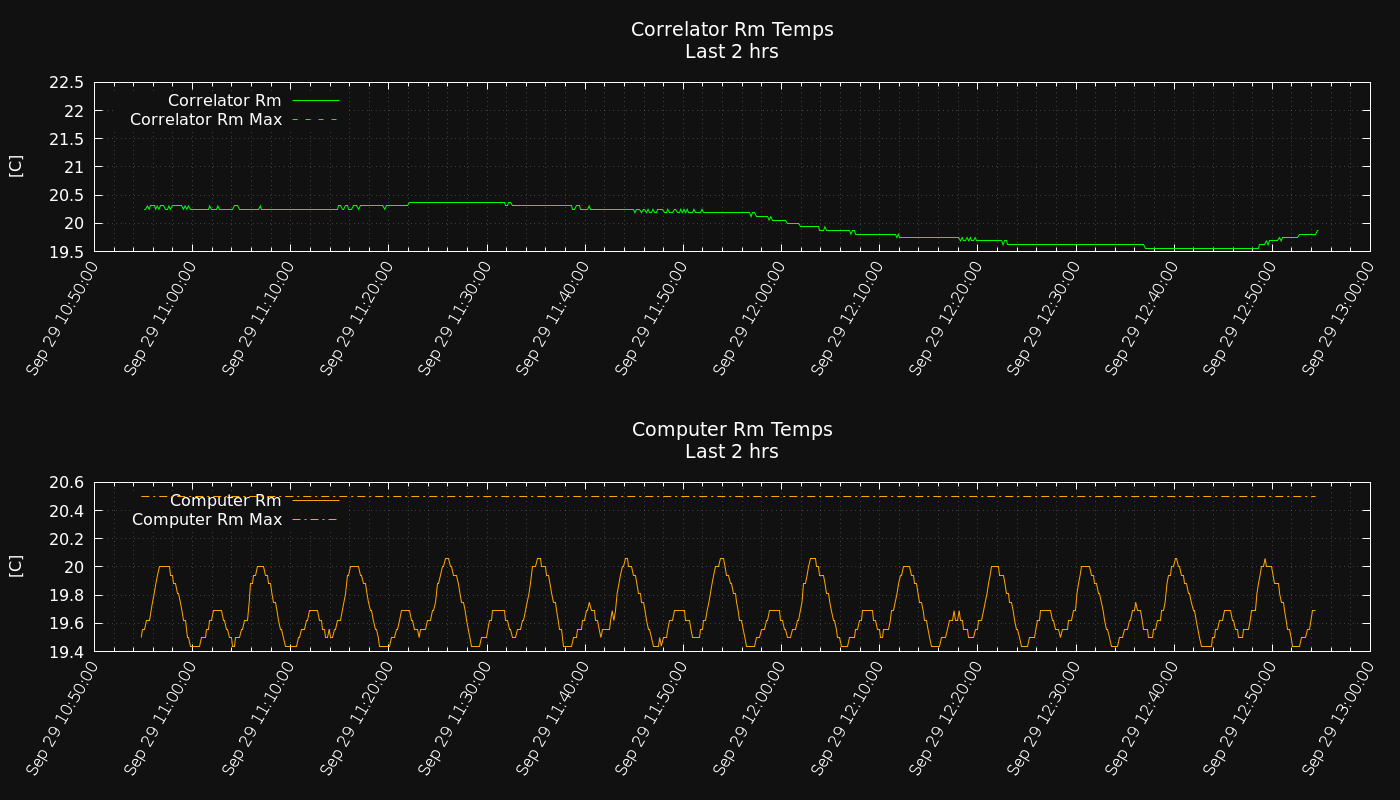 Correlator Rm Temps
Last 2 hrs
22.5
22
21.5
21
20.5
20
19.5
[C]
Correlator Rm
Correlator Rm Max
Sep 29 10:50:00
Sep 29 11:00:00
Sep 29 11:10:00
Sep 29 11:20:00
Sep 29 11:30:00
Sep 29 11:40:00
Sep 29 11:50:00
Sep 29 12:00:00
Sep 29 12:10:00
Sep 29 12:20:00
Sep 29 12:30:00
Sep 29 12:40:00
Sep 29 12:50:00
Sep 29 13:00:00
Computer Rm Temps
Last 2 hrs
20.6
20.4
20.2
20
19.8
19.6
19.4
[C]
Computer Rm
Computer Rm Max
Sep 29 10:50:00
Sep 29 11:00:00
Sep 29 11:10:00
Sep 29 11:20:00
Sep 29 11:30:00
Sep 29 11:40:00
Sep 29 11:50:00
Sep 29 12:00:00
Sep 29 12:10:00
Sep 29 12:20:00
Sep 29 12:30:00
Sep 29 12:40:00
Sep 29 12:50:00
Sep 29 13:00:00